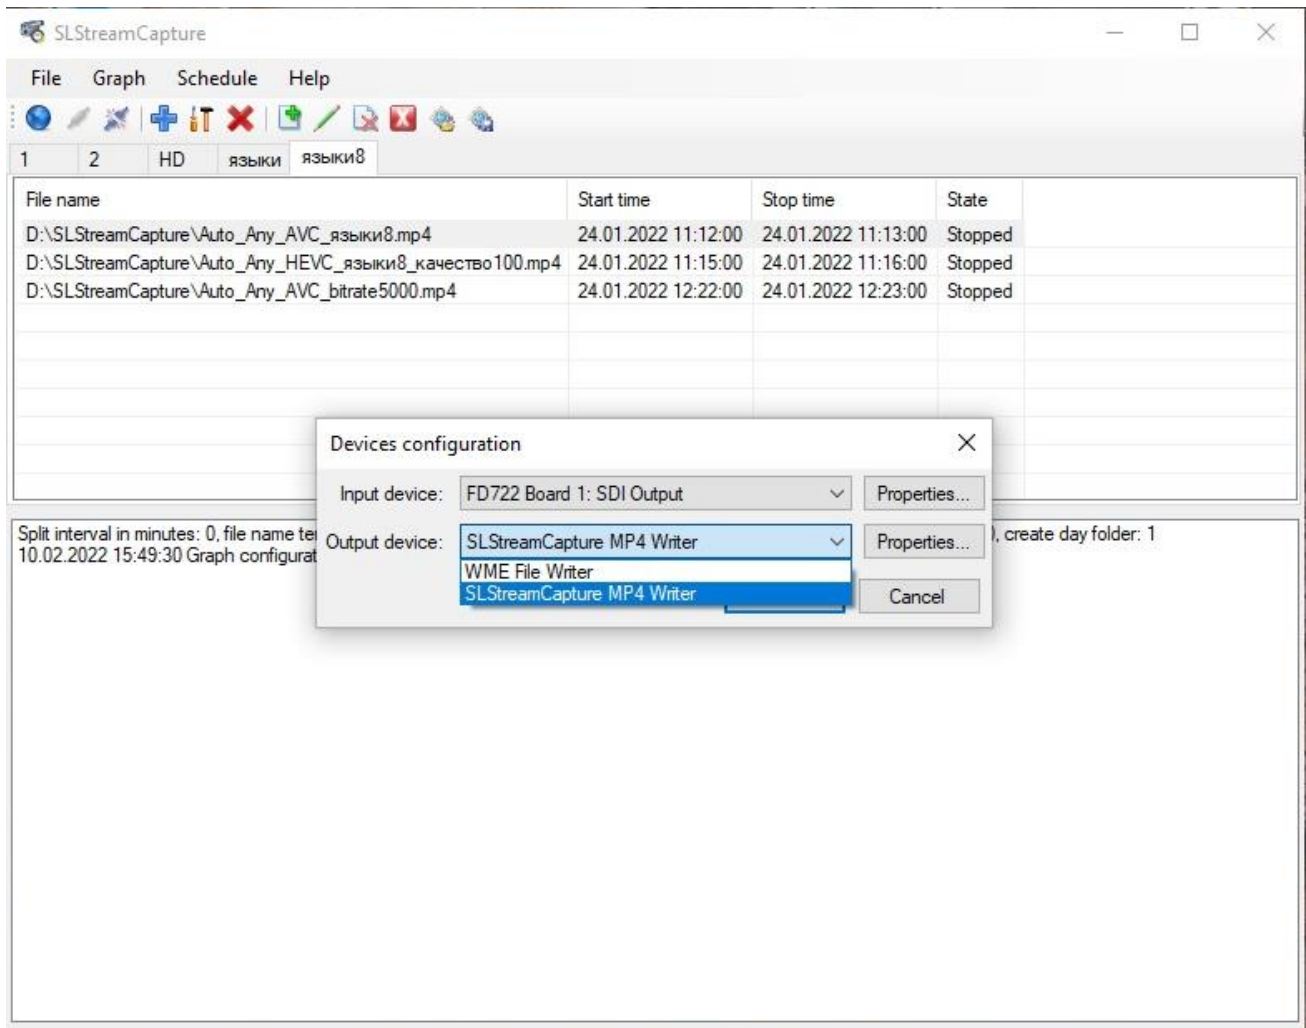 SLStreamCapture
File Graph Schedule Help
1 2 HD языки языки8
File name Start time Stop time State
D:\SLStreamCapture\Auto_Any_AVC_языки8.mp4 24.01.2022 11:12:00 24.01.2022 11:13:00 Stopped
D:\SLStreamCapture\Auto_Any_HEVC_языки8_качество100.mp4 24.01.2022 11:15:00 24.01.2022 11:16:00 Stopped
D:\SLStreamCapture\Auto_Any_AVC_bitrate5000.mp4 24.01.2022 12:22:00 24.01.2022 12:23:00 Stopped
Devices configuration
Input device: FD722 Board 1: SDI Output Properties...
Split interval in minutes: 0, file name , create day folder: 1
Output device: SLStreamCapture MP4 Writer Properties...
10.02.2022 15:49:30 Graph
WME File Writer
SLStreamCapture MP4 Writer
Cancel